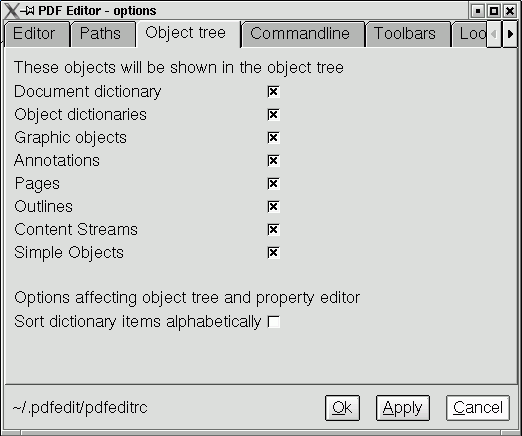 PDF Editor - options
Editor Paths Object tree Commandline Toolbars Loo
These objects will be shown in the object tree
Document dictionary
Object dictionaries
Graphic objects
Annotations
Pages
Outlines
Content Streams
Simple Objects
Options affecting object tree and property editor
Sort dictionary items alphabetically
~/.pdfedit/pdfeditrc Ok Apply Cancel